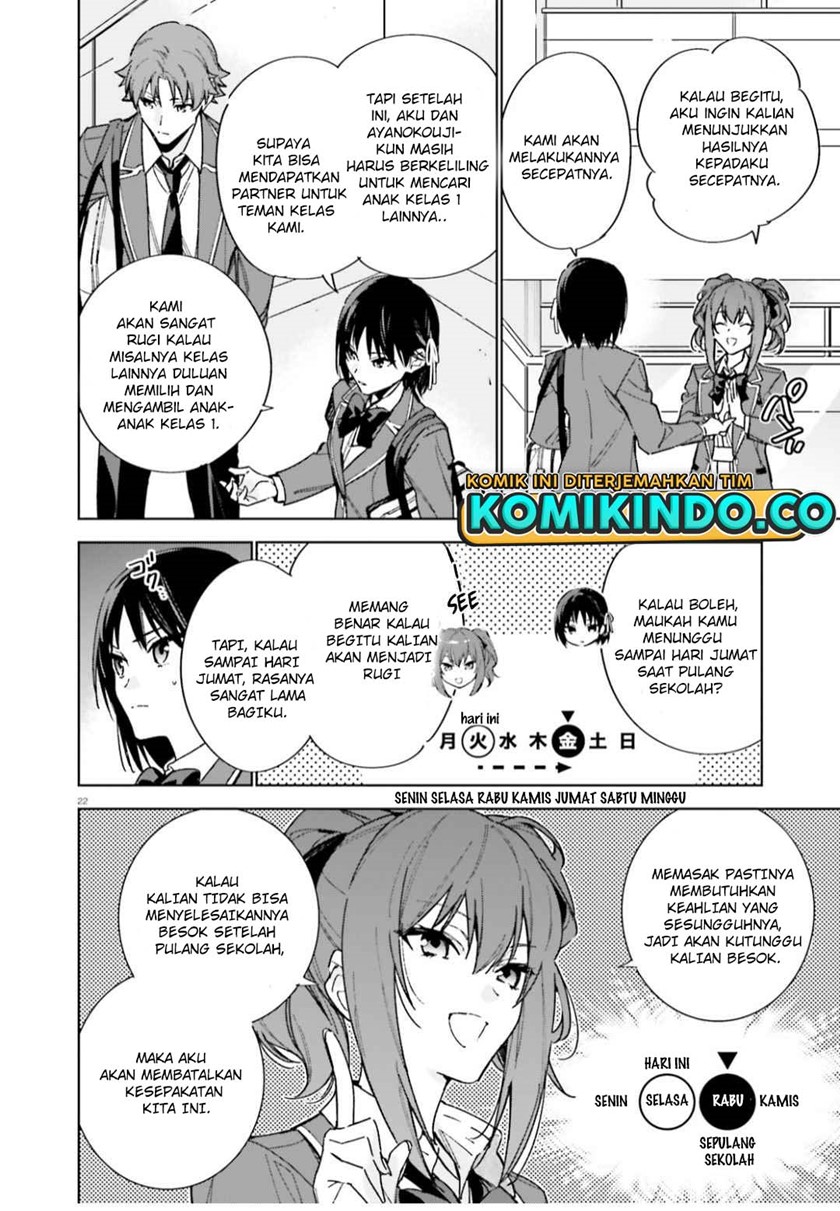 KALAU BEGITU,
AKU INGIN KALIAN
MENUNJUKKAN
HASILNYA
KEPADAKU
SECEPATNYA.
KAMI AKAN
MELAKUKANNYA
SECEPATNYA.
TAPI SETELAH
INI, AKU DAN
AYANOKOUJI-
KUN MASIH
HARUS BERKELILING
UNTUK MENCARI
ANAK KELAS 1
LAINNYA..
SUPAYA
KITA BISA
MENDAPATKAN
PARTNER UNTUK
TEMAN KELAS
KAMI.
KAMI
AKAN SANGAT
RUGI KALAU
MISALNYA KELAS
LAINNYA DULUAN
MEMILIH DAN
MENGAMBIL ANAK-
ANAK KELAS 1.
KOMIK INI DITERJEMAHKAN TIM
KOMIKINDO.CO
KALAU BOLEH,
MAUKAH KAMU
MENUNGGU
SAMPAI HARI JUMAT
SAAT PULANG
SEKOLAH?
SEE
MEMANG
BENAR KALAU
BEGITU KALIAN
AKAN MENJADI
RUGI
TAPI, KALAU
SAMPAI HARI
JUMAT, RASANYA
SANGAT LAMA
BAGIKU.
hari ini
月火水木金土日
SENIN SELASA RABU KAMIS JUMAT SABTU MINGGU
22
MEMASAK PASTINYA
MEMBUTUHKAN
KEAHLIAN YANG
SESUNGGUHNYA,
JADI AKAN KUTUNGGU
KALIAN BESOK.
KALAU
KALIAN TIDAK BISA
MENYELESAIKANNYA
BESOK SETELAH
PULANG SEKOLAH,
MAKA AKU
AKAN MEMBATALKAN
KESEPAKATAN
KITA INI.
HARI INI
SENIN SELASA RABU KAMIS
SEPULANG
SEKOLAH